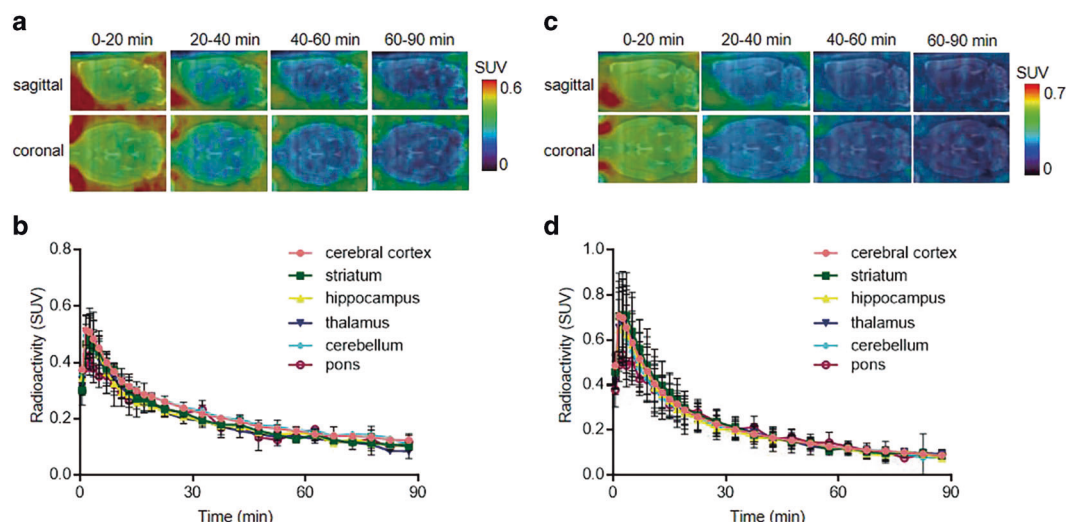 a
0-20 min 20-40 min 40-60 min 60-90 min
sagittal
coronal
SUV
0.6
0
c
0-20 min 20-40 min 40-60 min 60-90 min
sagittal
coronal
SUV
0.7
0
b
0.8
0.6
0.4
0.2
0.0
Radioactivity (SUV)
0 30 60 90
Time (min)
cerebral cortex
striatum
hippocampus
thalamus
cerebellum
pons
d
1.0
0.8
0.6
0.4
0.2
0.0
Radioactivity (SUV)
0 30 60 90
Time (min)
cerebral cortex
striatum
hippocampus
thalamus
cerebellum
pons